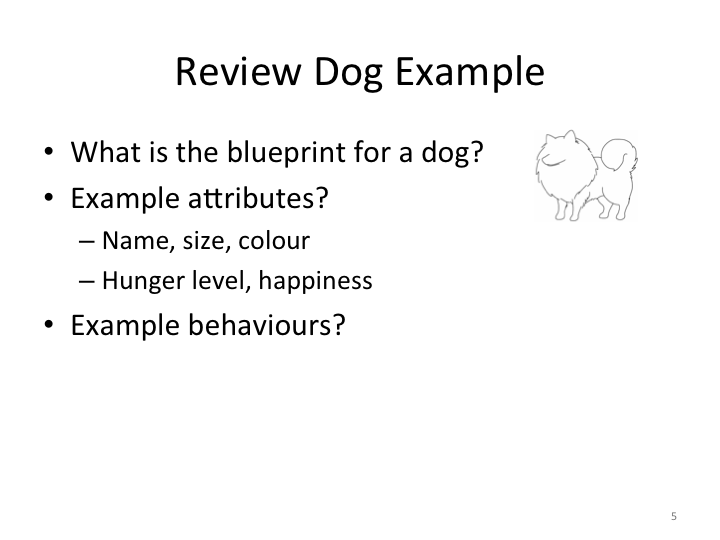 Review Dog Example
• What is the blueprint for a dog?
• Example attributes?
– Name, size, colour
– Hunger level, happiness
• Example behaviours?
5